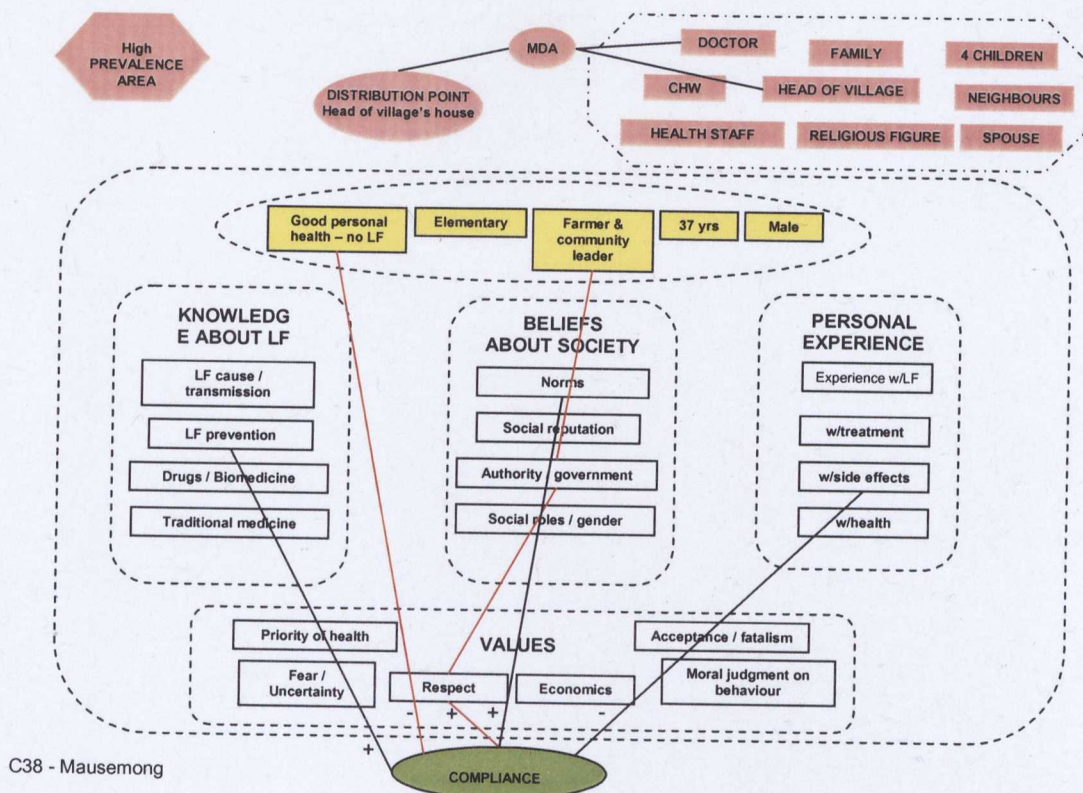 High
PREVALENCE
AREA
MDA
DOCTOR
FAMILY
4 CHILDREN
CHW
HEAD OF VILLAGE
NEIGHBOURS
DISTRIBUTION POINT
Head of village's house
HEALTH STAFF
RELIGIOUS FIGURE
SPOUSE
Good personal
health – no LF
Elementary
Farmer &
community
leader
37 yrs
Male
KNOWLEDG
E ABOUT LF
LF cause /
transmission
LF prevention
Drugs / Biomedicine
Traditional medicine
BELIEFS
ABOUT SOCIETY
Norms
Social reputation
Authority / government
Social roles / gender
PERSONAL
EXPERIENCE
Experience w/LF
w/treatment
w/side effects
w/health
Priority of health
VALUES
Acceptance / fatalism
Fear /
Uncertainty
Respect
Economics
Moral judgment on
behaviour
- + + -
+
COMPLIANCE
C38 - Mausemong